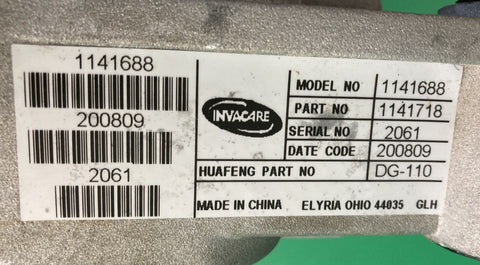 1141688
200809
2061
INVACARE
MODEL NO 1141688
PART NO 1141718
SERIAL NO 2061
DATE CODE 200809
HUAFENG PART NO DG-110
MADE IN CHINA ELYRIA OHIO 44035 GLH